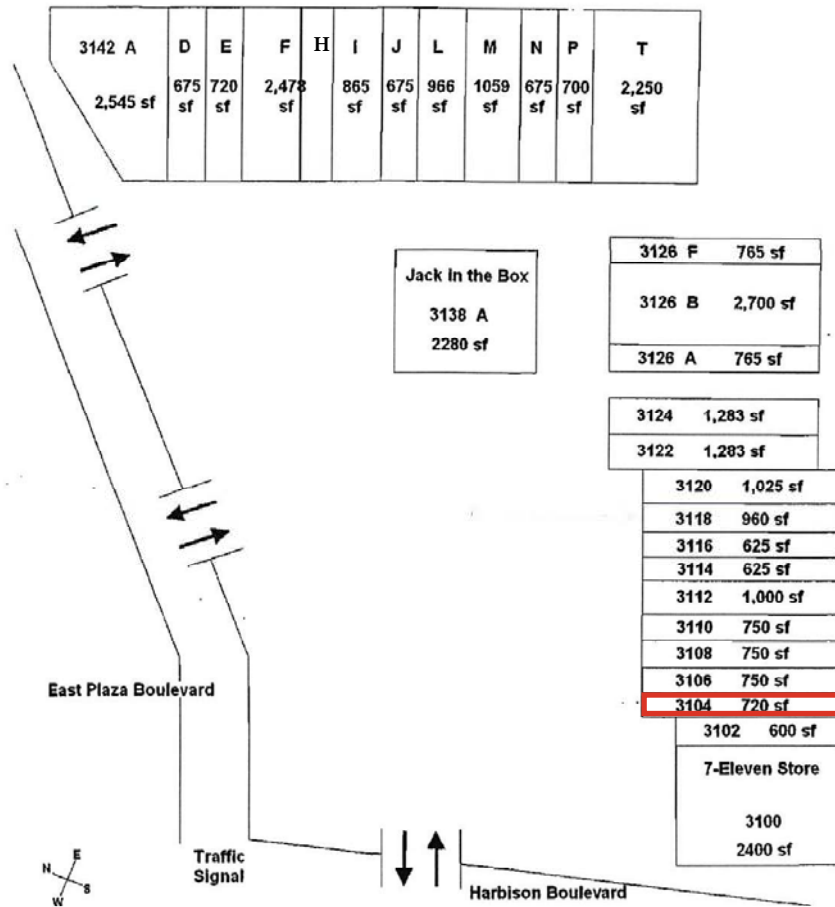 3142 A D E F H I J L M N P T
2,545 sf 675 sf 720 sf 2,478 sf 865 sf 675 sf 966 sf 1059 sf 675 sf 700 sf 2,250 sf
Jack in the Box
3138 A
2280 sf
3126 F 765 sf
3126 B 2,700 sf
3126 A 765 sf
3124 1,283 sf
3122 1,283 sf
3120 1,025 sf
3118 960 sf
3116 625 sf
3114 625 sf
3112 1,000 sf
3110 750 sf
3108 750 sf
3106 750 sf
3104 720 sf
3102 600 sf
7-Eleven Store
3100
2400 sf
East Plaza Boulevard
Traffic
Signal
Harbison Boulevard
N E
W S